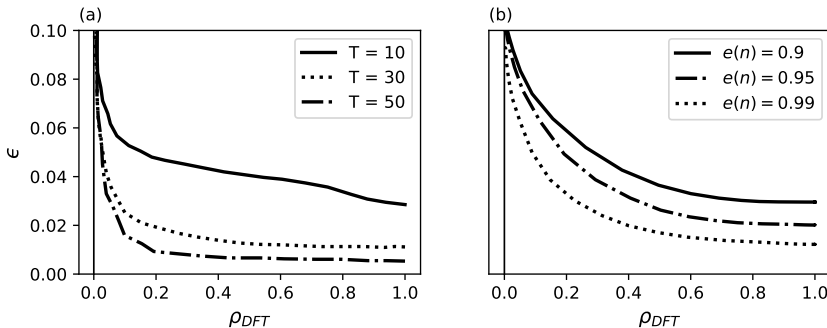 (a)
T = 10
T = 30
T = 50
0.10
0.08
0.06
0.04
0.02
0.00
ϵ
0.0 0.2 0.4 0.6 0.8 1.0
ρDFT
(b)
e(n) = 0.9
e(n) = 0.95
e(n) = 0.99
0.0 0.2 0.4 0.6 0.8 1.0
ρDFT